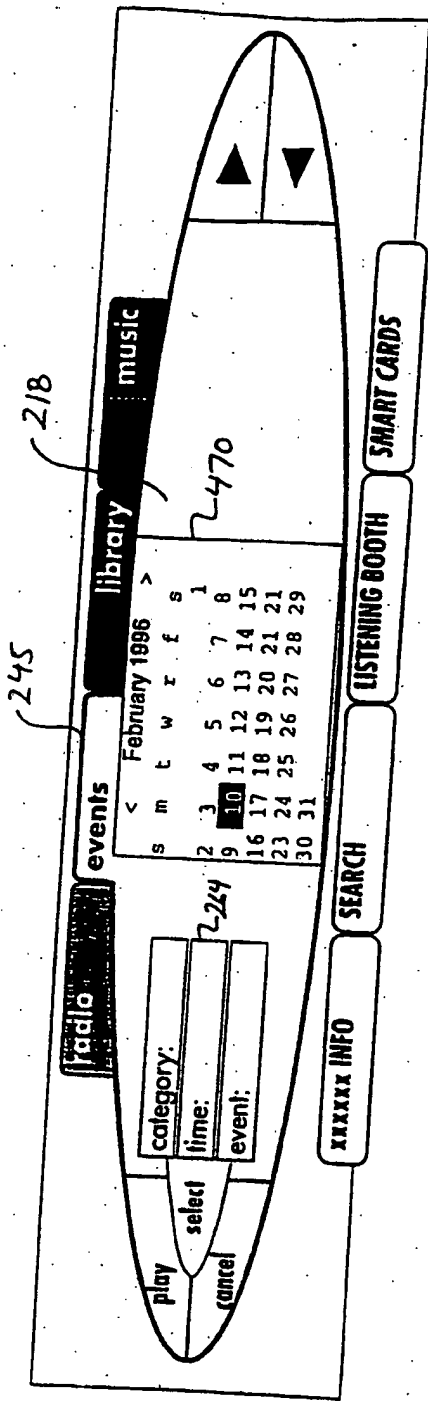 245
218
radio
events
library
music
< February 1996 >
s m t w r f s
1
2 3 4 5 6 7 8
9 10 11 12 13 14 15
16 17 18 19 20 21 21
23 24 25 26 27 28 29
30 31
470
play
select
cancel
category:
time:
event:
xxxxxx INFO
SEARCH
LISTENING BOOTH
SMART CARDS